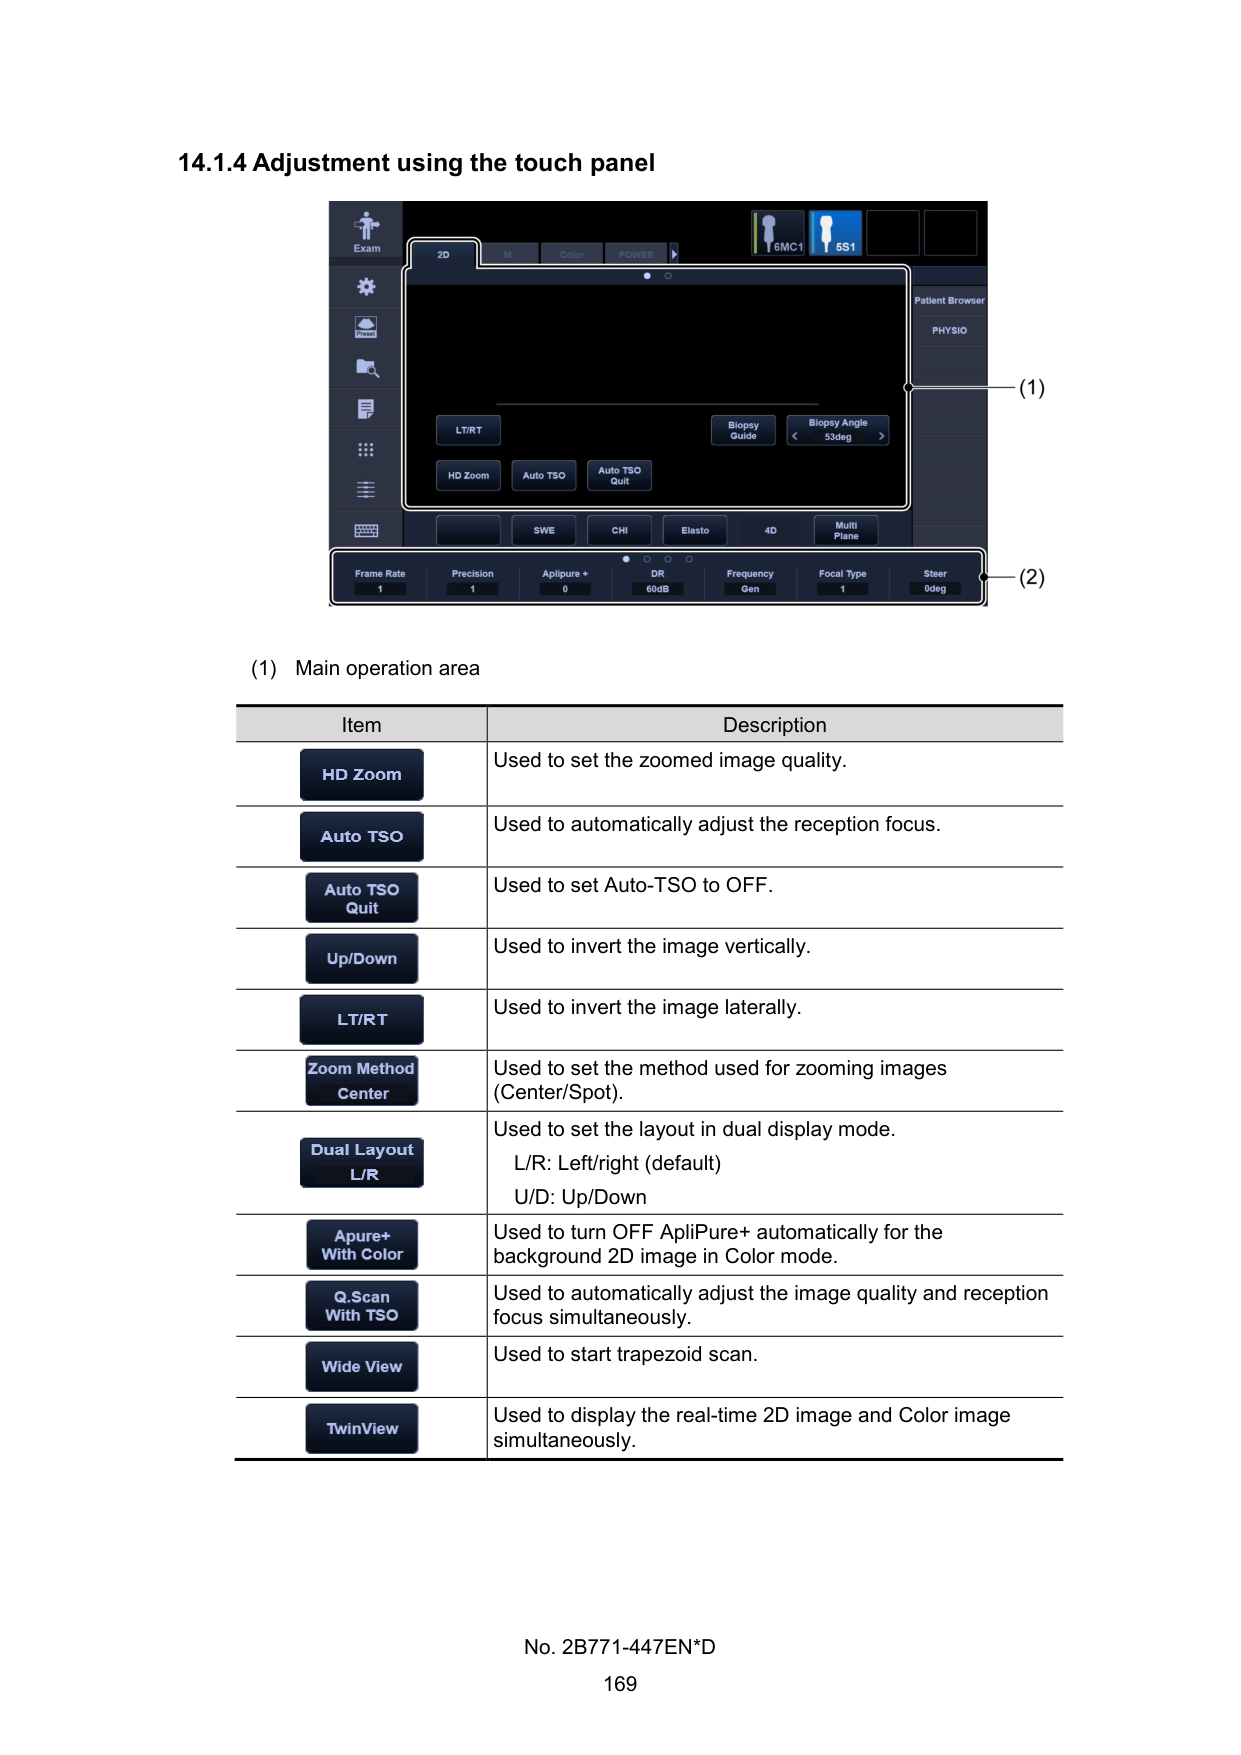 14.1.4 Adjustment using the touch panel
Exam
6MC1
5S1
2D
M
Color
POWER
Patient Browser
PHYSIO
Preset
(1)
LT/RT
Biopsy
Guide
Biopsy Angle
< 53deg >
HD Zoom
Auto TSO
Auto TSO
Quit
SWE
CHI
Elasto
4D
Multi
Plane
Frame Rate
1
Precision
1
Aplipure +
0
DR
60dB
Frequency
Gen
Focal Type
1
Steer
0deg
(2)
(1) Main operation area
Item Description
HD Zoom
Used to set the zoomed image quality.
Auto TSO
Used to automatically adjust the reception focus.
Auto TSO
Quit
Used to set Auto-TSO to OFF.
Up/Down
Used to invert the image vertically.
LT/RT
Used to invert the image laterally.
Zoom Method
Center
Used to set the method used for zooming images
(Center/Spot).
Dual Layout
L/R
Used to set the layout in dual display mode.
L/R: Left/right (default)
U/D: Up/Down
Apure+
With Color
Used to turn OFF ApliPure+ automatically for the
background 2D image in Color mode.
Q.Scan
With TSO
Used to automatically adjust the image quality and reception
focus simultaneously.
Wide View
Used to start trapezoid scan.
TwinView
Used to display the real-time 2D image and Color image
simultaneously.
No. 2B771-447EN*D
169